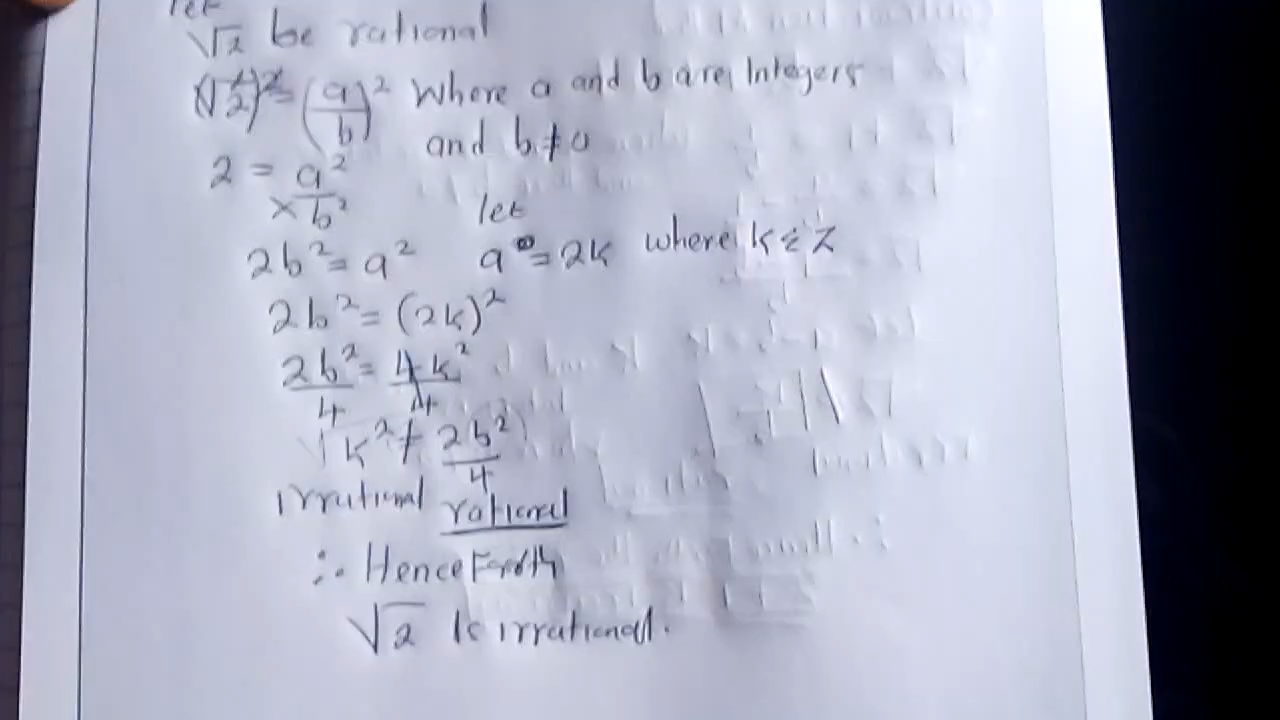 let
√2 be rational
(√2)² = (a/b)² Where a and b are Integers
and b ≠ 0
2 = a²/b²
×
let
2b² = a² a = 2k where k ∈ Z
2b² = (2k)²
2b²/4 = 4k²/4
√k² ≠ 2b²/4
irrational rational
∴ Hence Forth
√2 Is irrational.